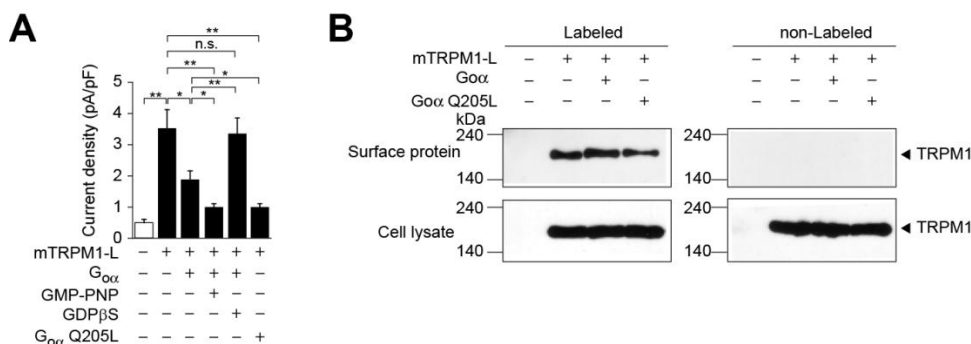 A
** 
n.s.
**
*
**
** * *
Current density (pA/pF)
5
4
3
2
1
0
mTRPM1-L – + + + + +
Goα – – + + + –
GMP-PNP – – – + – –
GDPβS – – – – + –
Goα Q205L – – – – – +
B
Labeled non-Labeled
mTRPM1-L – + + + – + + +
Goα – – + – – – + –
Goα Q205L – – – + – – – +
kDa
240 240
Surface protein ◄ TRPM1
140 140
240 240
Cell lysate ◄ TRPM1
140 140